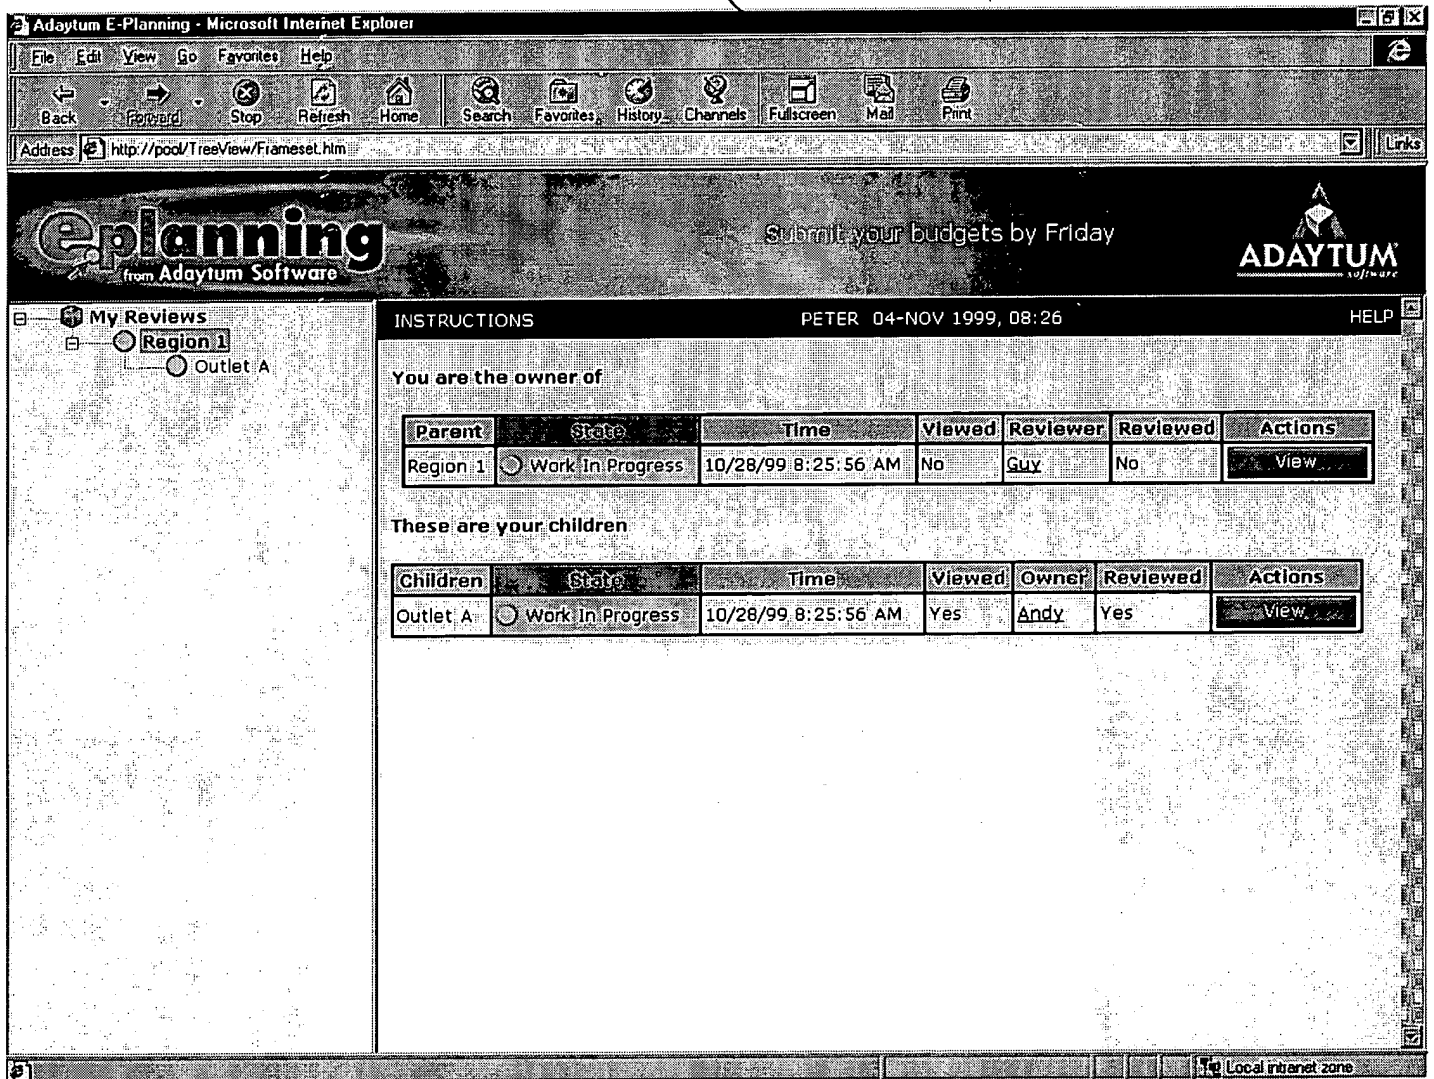 Adaytum E-Planning - Microsoft Internet Explorer
File Edit View Go Favorites Help
Back Forward Stop Refresh Home Search Favorites History Channels Fullscreen Mail Print
Address http://pool/TreeView/Frameset.htm Links
eplanning
from Adaytum Software
Submit your budgets by Friday
ADAYTUM
software
My Reviews
Region 1
Outlet A
INSTRUCTIONS PETER 04-NOV 1999, 08:26 HELP
You are the owner of
Parent State Time Viewed Reviewer Reviewed Actions
Region 1 Work In Progress 10/28/99 8:25:56 AM No Guy No View
These are your children
Children State Time Viewed Owner Reviewed Actions
Outlet A Work In Progress 10/28/99 8:25:56 AM Yes Andy Yes View
Local intranet zone